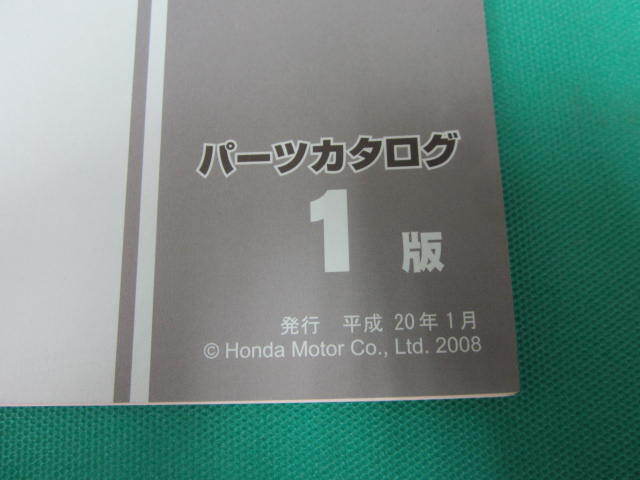 パーツカタログ
1 版
発行 平成 20年1月
© Honda Motor Co., Ltd. 2008